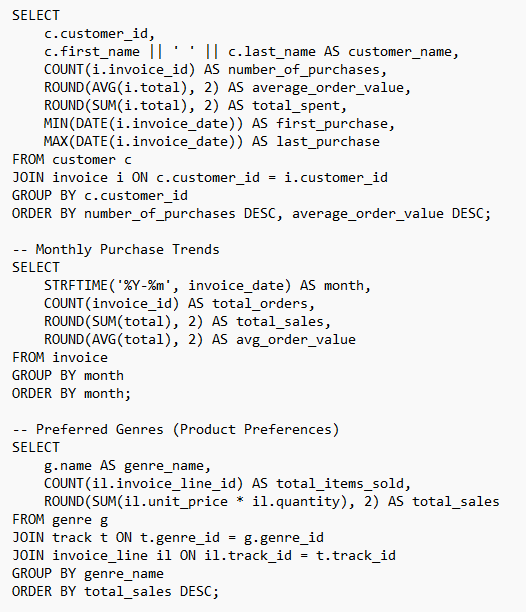 SELECT
    c.customer_id,
    c.first_name || ' ' || c.last_name AS customer_name,
    COUNT(i.invoice_id) AS number_of_purchases,
    ROUND(AVG(i.total), 2) AS average_order_value,
    ROUND(SUM(i.total), 2) AS total_spent,
    MIN(DATE(i.invoice_date)) AS first_purchase,
    MAX(DATE(i.invoice_date)) AS last_purchase
FROM customer c
JOIN invoice i ON c.customer_id = i.customer_id
GROUP BY c.customer_id
ORDER BY number_of_purchases DESC, average_order_value DESC;

-- Monthly Purchase Trends
SELECT
    STRFTIME('%Y-%m', invoice_date) AS month,
    COUNT(invoice_id) AS total_orders,
    ROUND(SUM(total), 2) AS total_sales,
    ROUND(AVG(total), 2) AS avg_order_value
FROM invoice
GROUP BY month
ORDER BY month;

-- Preferred Genres (Product Preferences)
SELECT
    g.name AS genre_name,
    COUNT(il.invoice_line_id) AS total_items_sold,
    ROUND(SUM(il.unit_price * il.quantity), 2) AS total_sales
FROM genre g
JOIN track t ON t.genre_id = g.genre_id
JOIN invoice_line il ON il.track_id = t.track_id
GROUP BY genre_name
ORDER BY total_sales DESC;